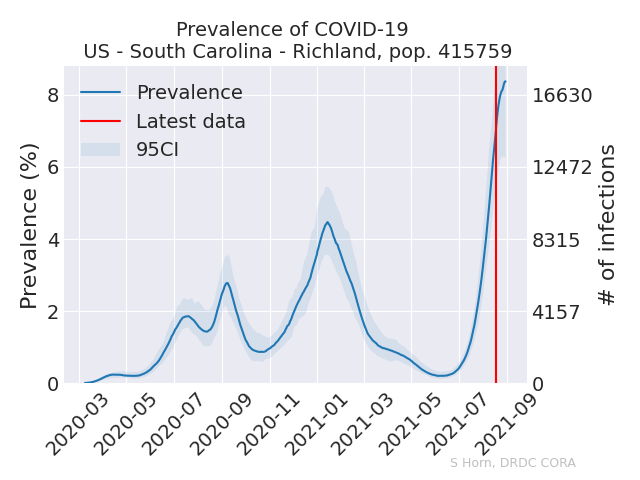 Prevalence of COVID-19
US - South Carolina - Richland, pop. 415759
Prevalence
Latest data
95CI
Prevalence (%)
8
6
4
2
0
16630
12472
8315
4157
0
# of infections
2020-03
2020-05
2020-07
2020-09
2020-11
2021-01
2021-03
2021-05
2021-07
2021-09
S Horn, DRDC CORA